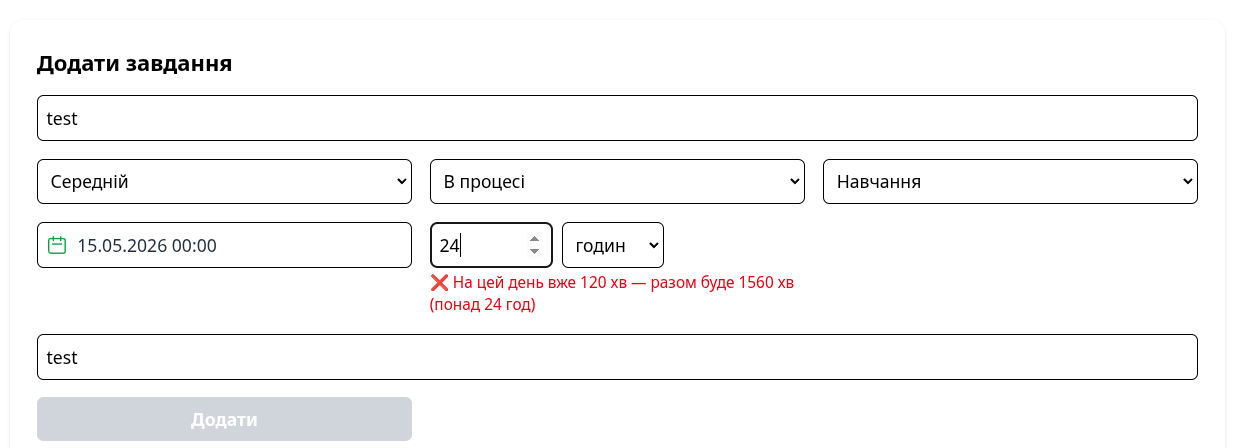 Додати завдання
test
Середній
В процесі
Навчання
15.05.2026 00:00
24
годин
❌ На цей день вже 120 хв — разом буде 1560 хв
(понад 24 год)
test
Додати